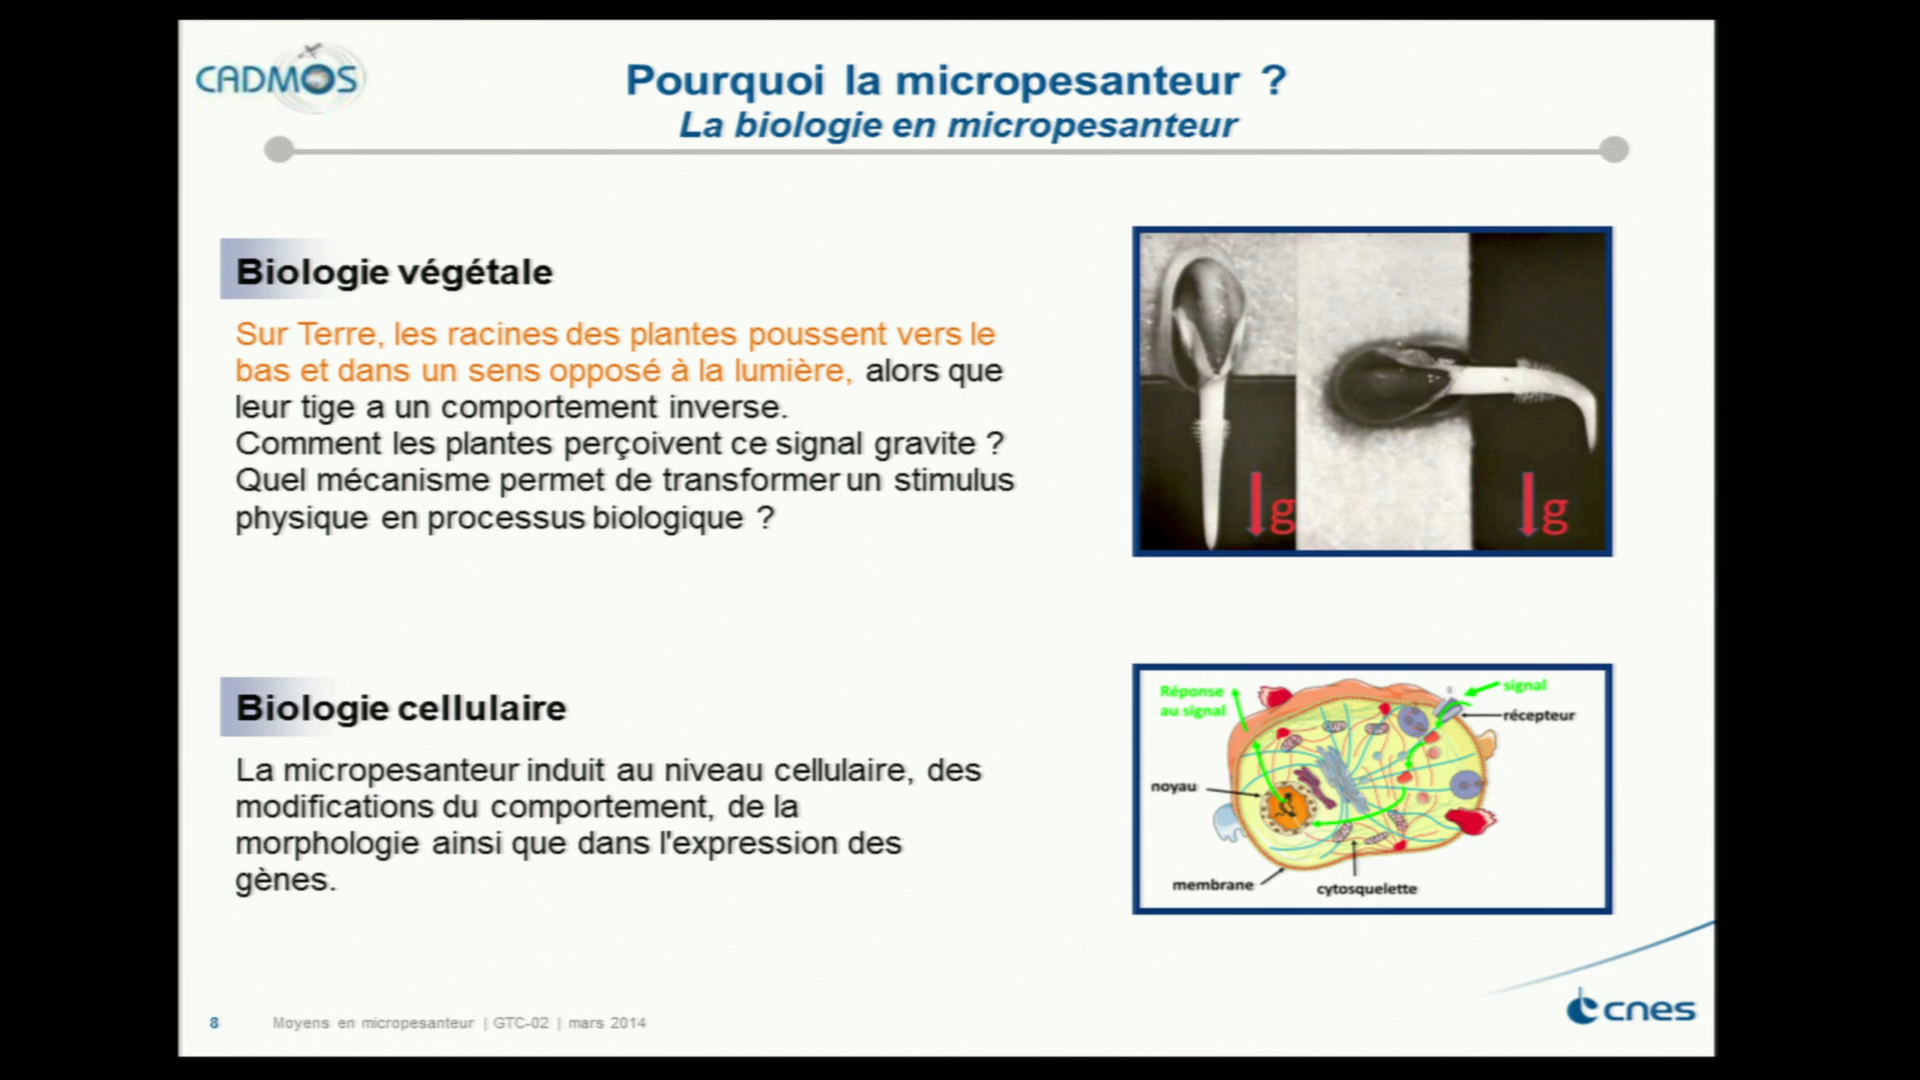 CADMOS
Pourquoi la micropesanteur ?
La biologie en micropesanteur
Biologie végétale
Sur Terre, les racines des plantes poussent vers le
bas et dans un sens opposé à la lumière, alors que
leur tige a un comportement inverse.
Comment les plantes perçoivent ce signal gravite ?
Quel mécanisme permet de transformer un stimulus
physique en processus biologique ?
g
g
Biologie cellulaire
La micropesanteur induit au niveau cellulaire, des
modifications du comportement, de la
morphologie ainsi que dans l'expression des
gènes.
Réponse
au signal
signal
récepteur
noyau
membrane
cytosquelette
8
Moyens en micropesanteur | GTC-02 | mars 2014
cnes